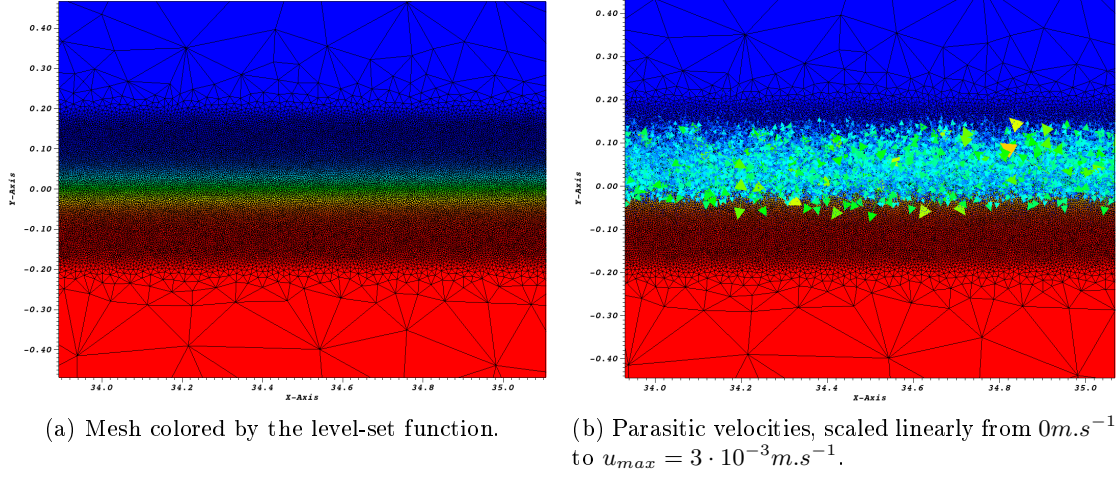 0.40
0.30
0.20
0.10
0.00
-0.10
-0.20
-0.30
-0.40
Y-Axis
34.0 34.2 34.4 34.6 34.8 35.0
X-Axis
(a) Mesh colored by the level-set function.
0.40
0.30
0.20
0.10
0.00
-0.10
-0.20
-0.30
-0.40
Y-Axis
34.0 34.2 34.4 34.6 34.8 35.0
X-Axis
(b) Parasitic velocities, scaled linearly from 0m.s⁻¹
to u_max = 3 · 10⁻³m.s⁻¹.